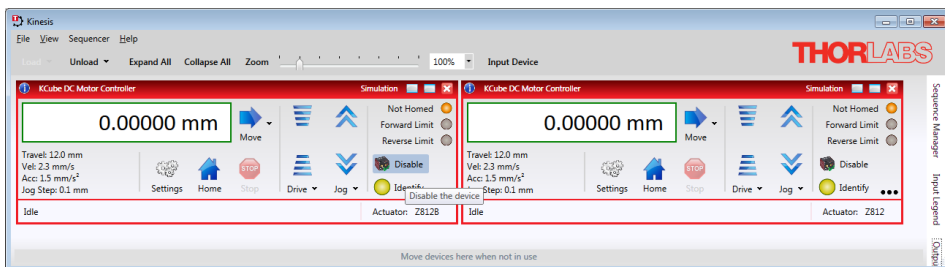 Kinesis
File View Sequencer Help
THORLABS
Load Unload Expand All Collapse All Zoom 100% Input Device
KCube DC Motor Controller Simulation
0.00000 mm
Move
Not Homed
Forward Limit
Reverse Limit
Travel: 12.0 mm
Vel: 2.3 mm/s
Acc: 1.5 mm/s²
Jog Step: 0.1 mm
Settings Home Stop Drive Jog
STOP
Disable
Identify
Disable the device
Idle Actuator: Z812B
KCube DC Motor Controller Simulation
0.00000 mm
Move
Not Homed
Forward Limit
Reverse Limit
Travel: 12.0 mm
Vel: 2.3 mm/s
Acc: 1.5 mm/s²
Step: 0.1 mm
Settings Home Stop Drive Jog
STOP
Disable
Identify
Idle Actuator: Z812
Move devices here when not in use
Sequence Manager
Input Legend
Outpu